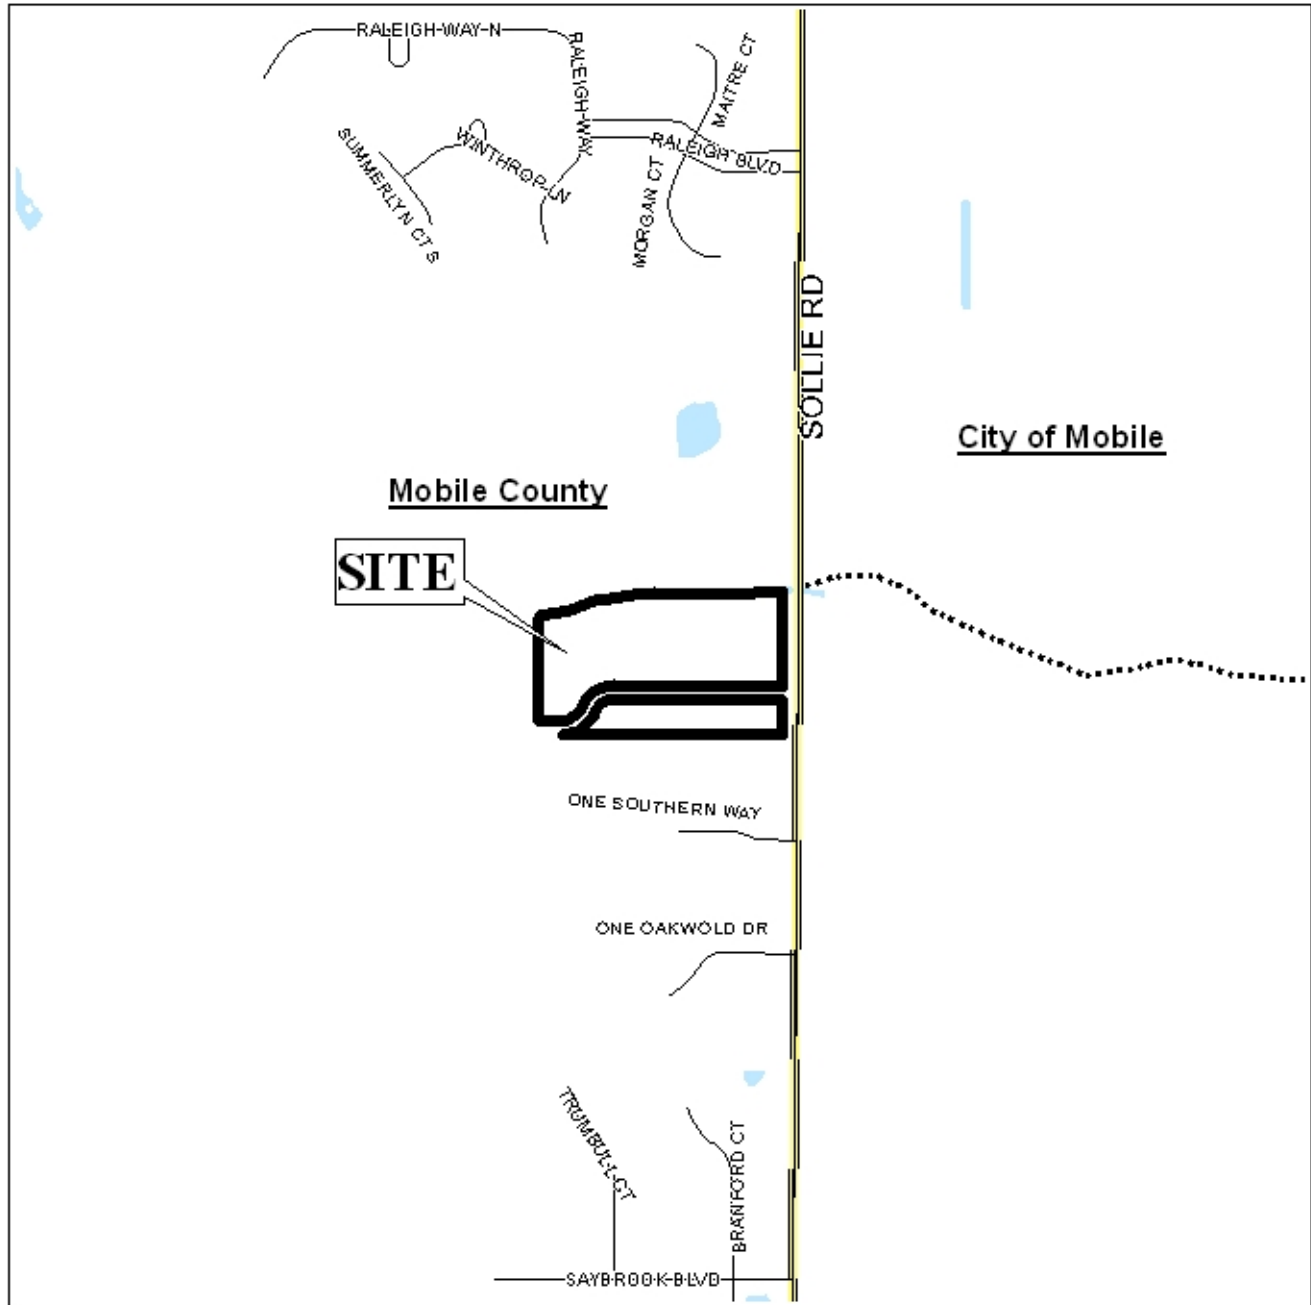 RALEIGH WAY N
RALEIGH WAY
MAITRE CT
SUMMERLYN CT S
WINTHROP LN
RALEIGH BLVD
MORGAN CT
SOLLIE RD
City of Mobile
Mobile County
SITE
ONE SOUTHERN WAY
ONE OAKWOLD DR
TRUMBULL CT
BRANFORD CT
SAYBROOK BLVD